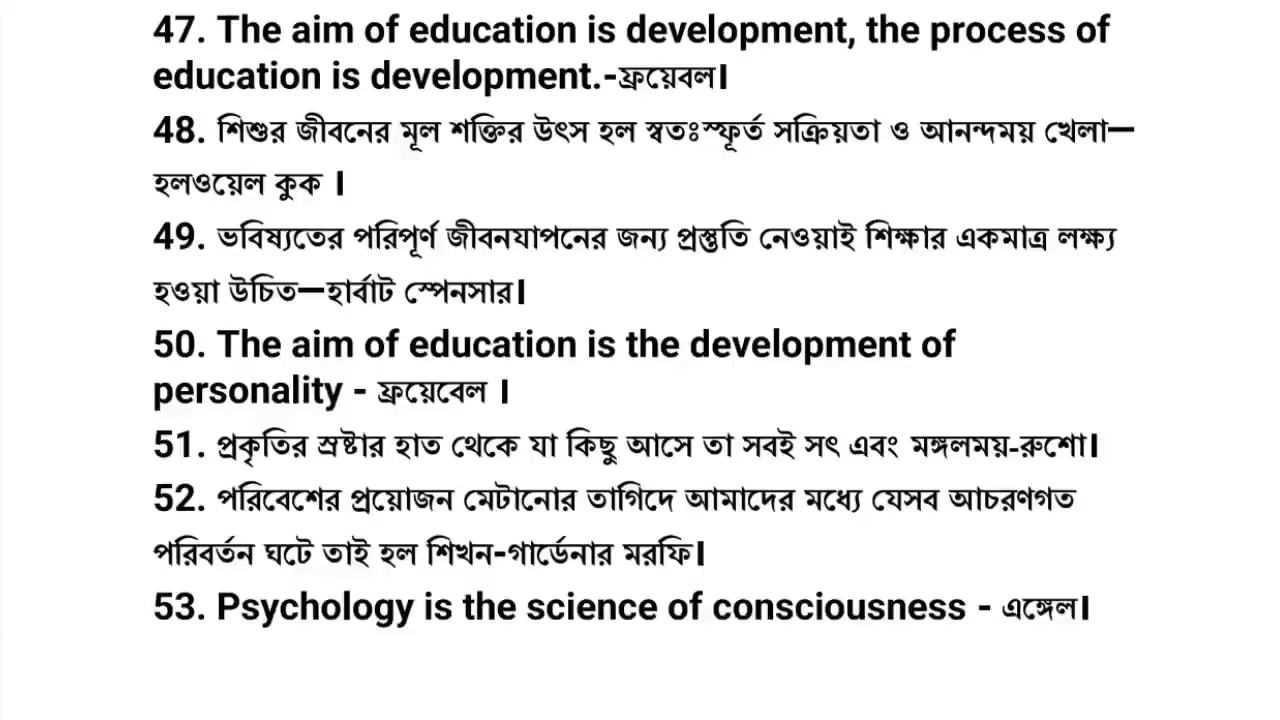 47. The aim of education is development, the process of
education is development.-ফ্রয়েবল।
48. শিশুর জীবনের মূল শক্তির উৎস হল স্বতঃস্ফূর্ত সক্রিয়তা ও আনন্দময় খেলা—
হলওয়েল কুক ।
49. ভবিষ্যতের পরিপূর্ণ জীবনযাপনের জন্য প্রস্তুতি নেওয়াই শিক্ষার একমাত্র লক্ষ্য
হওয়া উচিত—হার্বাট স্পেনসার।
50. The aim of education is the development of
personality - ফ্রয়েবেল ।
51. প্রকৃতির স্রষ্টার হাত থেকে যা কিছু আসে তা সবই সৎ এবং মঙ্গলময়-রুশো।
52. পরিবেশের প্রয়োজন মেটানোর তাগিদে আমাদের মধ্যে যেসব আচরণগত
পরিবর্তন ঘটে তাই হল শিখন-গার্ডেনার মরফি।
53. Psychology is the science of consciousness - এঙ্গেল।